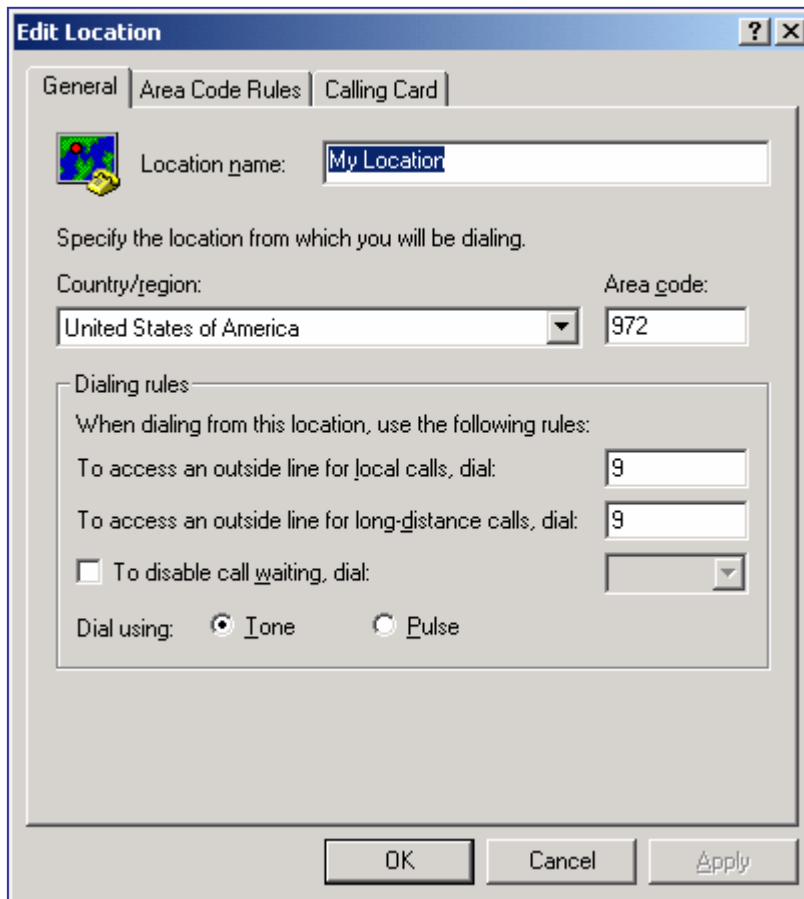 Edit Location
General Area Code Rules Calling Card
Location name: My Location
Specify the location from which you will be dialing.
Country/region: Area code:
United States of America 972
Dialing rules
When dialing from this location, use the following rules:
To access an outside line for local calls, dial: 9
To access an outside line for long-distance calls, dial: 9
To disable call waiting, dial:
Dial using: Tone Pulse
OK Cancel Apply